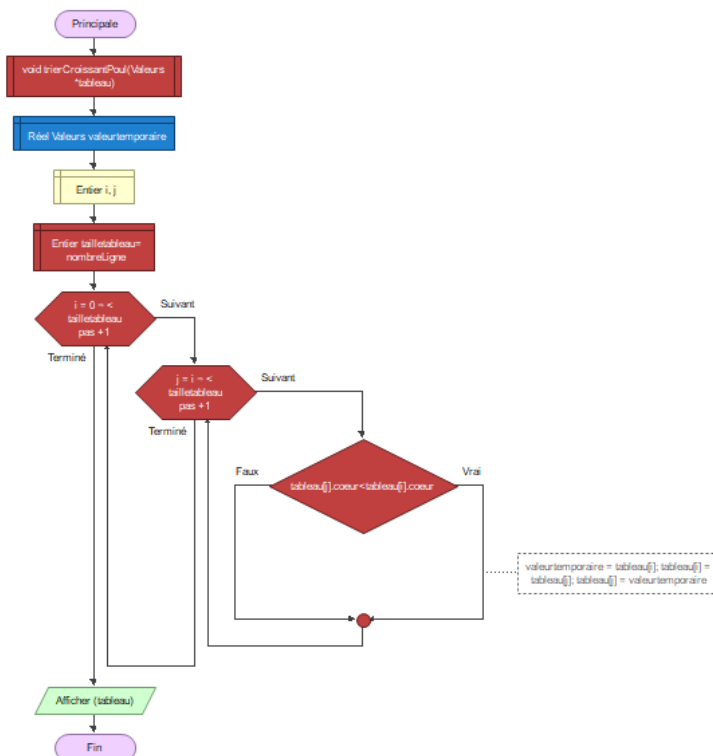 Principale
void trierCroissantPoul(Valeurs
*tableau)
Réel Valeurs valeurtemporaire
Entier i, j
Entier tailletableau=
nombreLigne
i = 0 ~ <
tailletableau
pas +1
Suivant
Terminé
j = i ~ <
tailletableau
pas +1
Suivant
Terminé
Faux
tableau[j].coeur<tableau[i].coeur
Vrai
valeurtemporaire = tableau[i]; tableau[i] =
tableau[j]; tableau[j] = valeurtemporaire
Afficher (tableau)
Fin